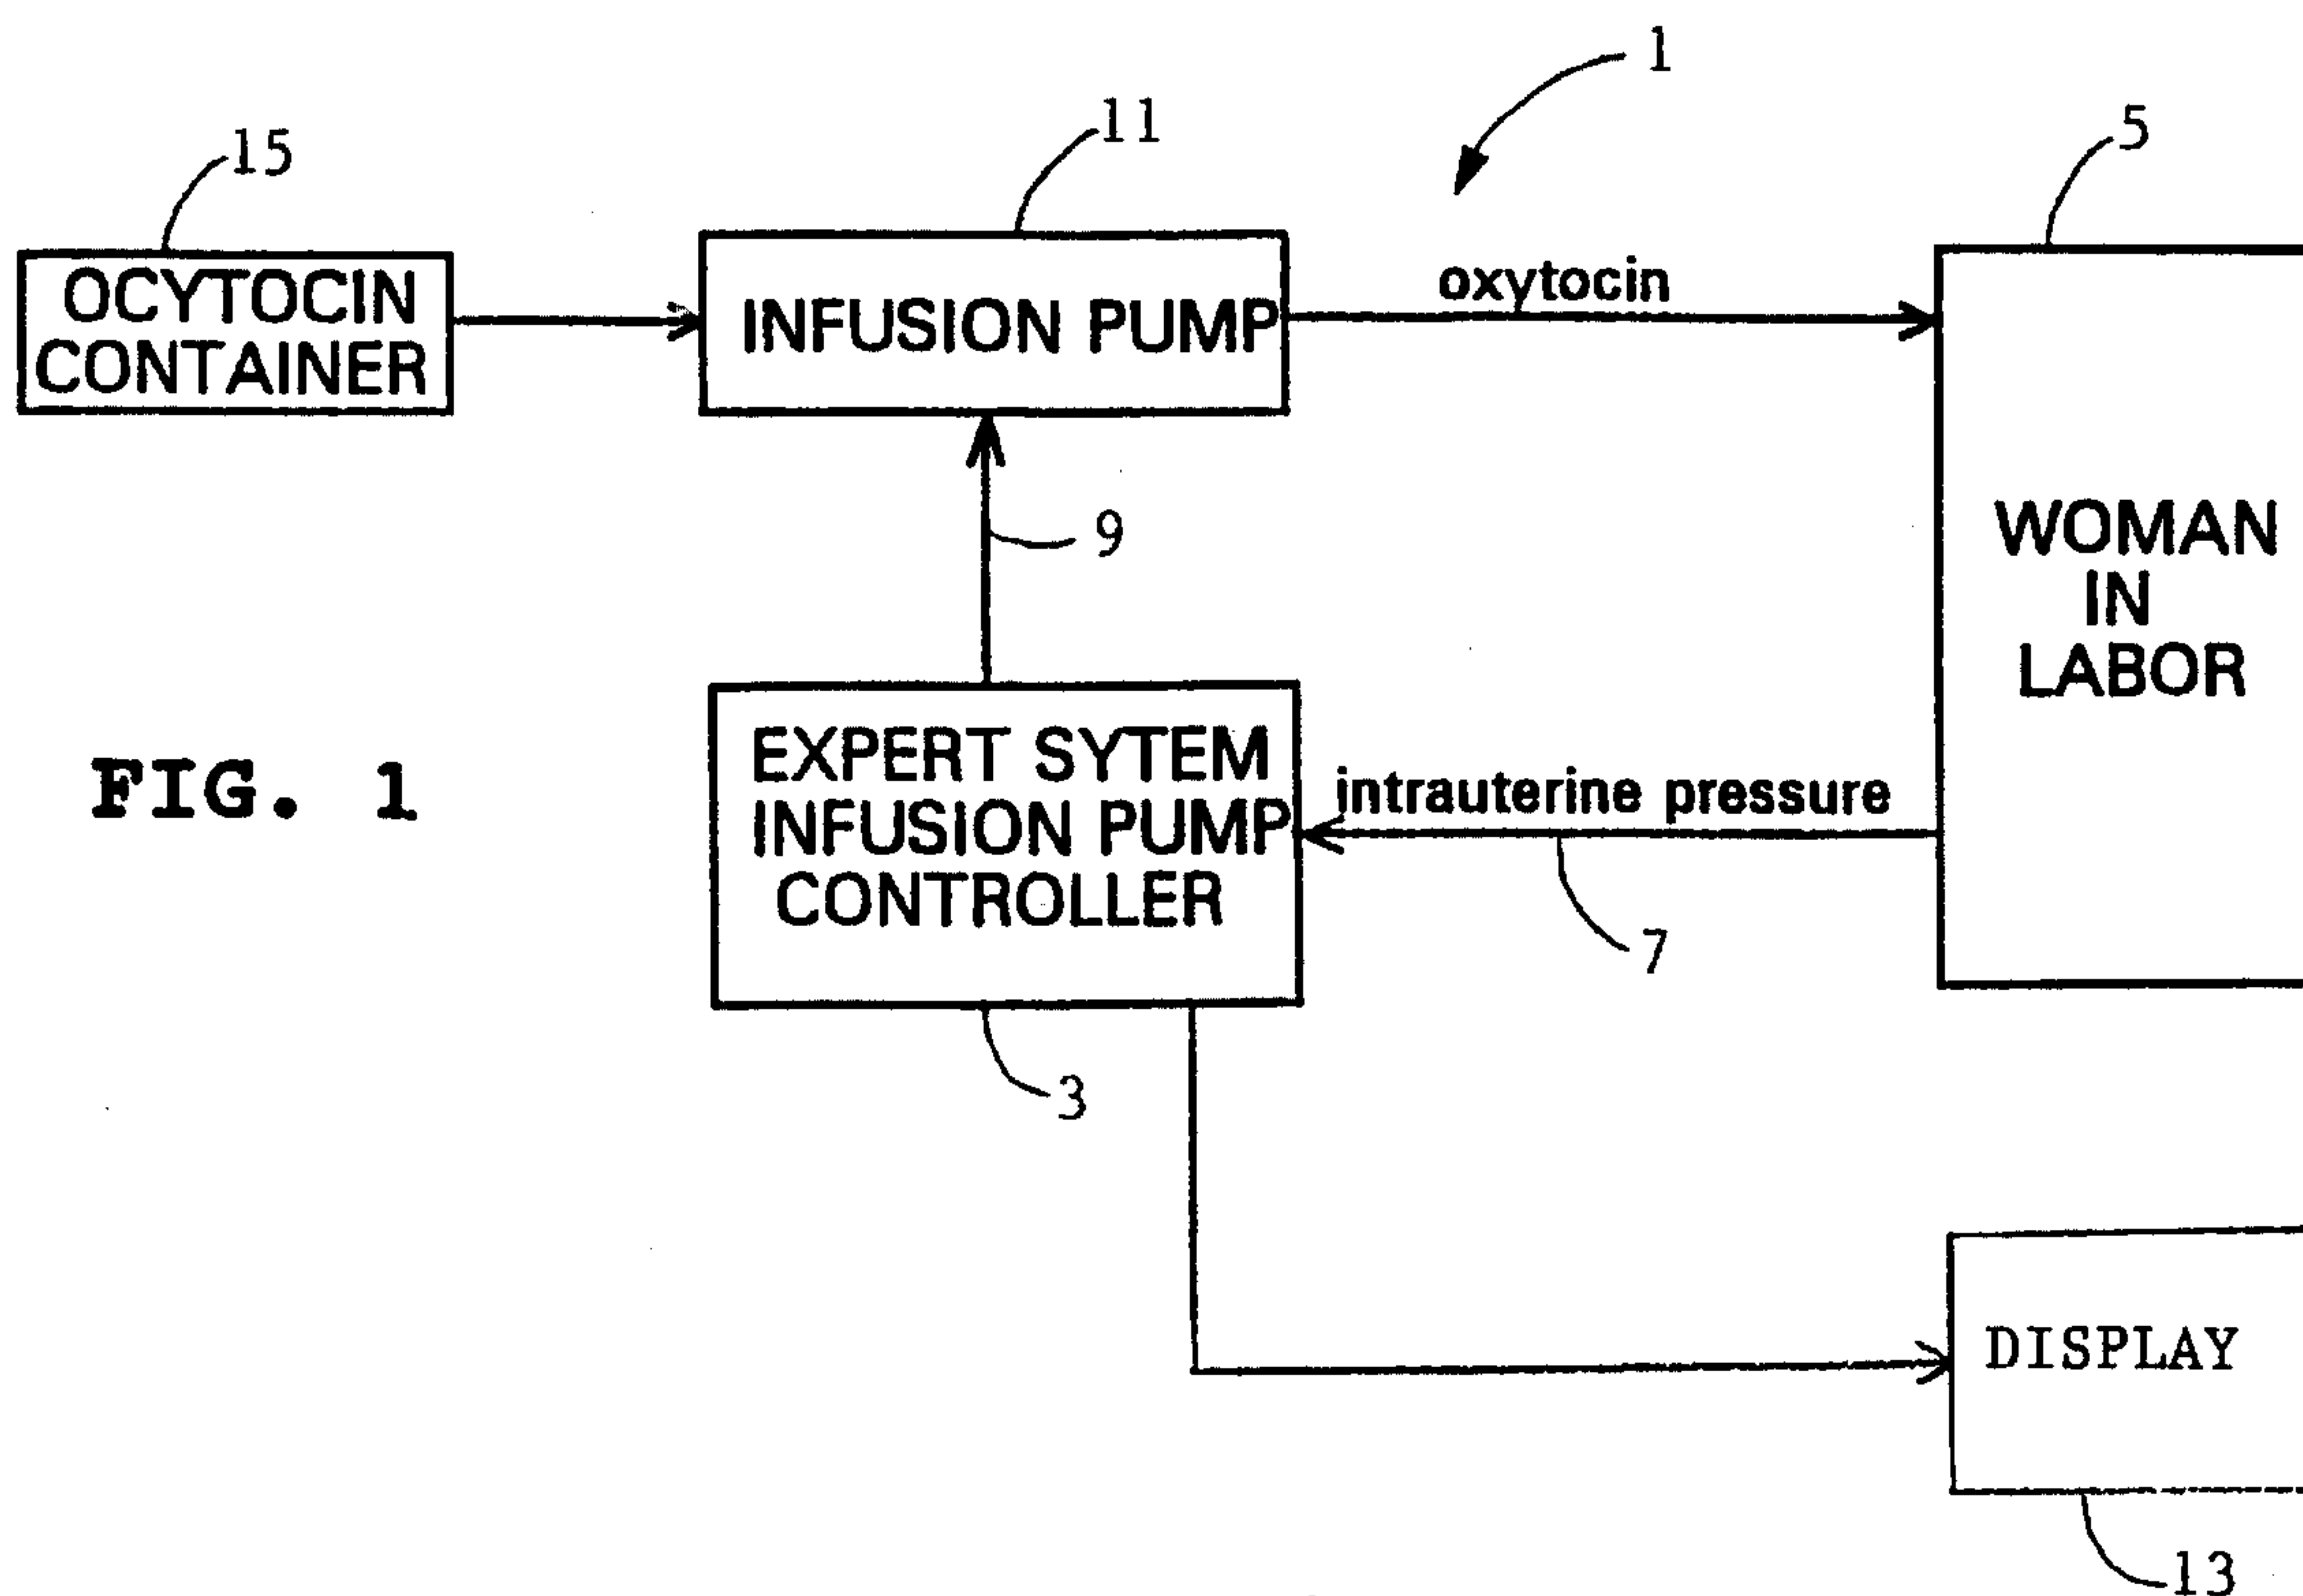 1
15
11
5
OCYTOCIN
CONTAINER
INFUSION PUMP
oxytocin
9
WOMAN
IN
LABOR
FIG. 1
EXPERT SYTEM
INFUSION PUMP
CONTROLLER
intrauterine pressure
7
3
DISPLAY
13